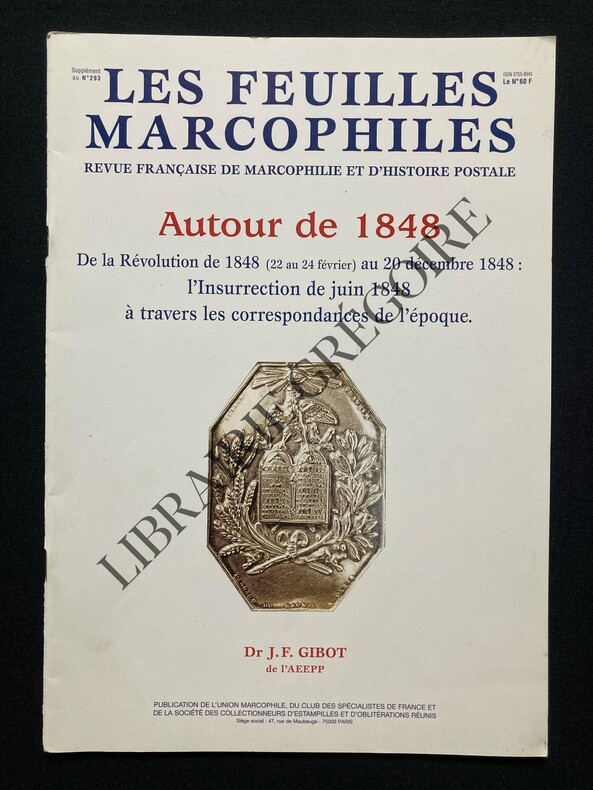 Supplément
au N°293
ISSN 0755-8945
Le N°60 F
LES FEUILLES
MARCOPHILES
REVUE FRANÇAISE DE MARCOPHILIE ET D'HISTOIRE POSTALE
Autour de 1848
De la Révolution de 1848 (22 au 24 février) au 20 décembre 1848 :
l'Insurrection de juin 1848
à travers les correspondances de l'époque.
LIBRAIRIE GRÉGOIRE
Dr J. F. GIBOT
de l'AEEPP
PUBLICATION DE L'UNION MARCOPHILE, DU CLUB DES SPÉCIALISTES DE FRANCE ET
DE LA SOCIÉTÉ DES COLLECTIONNEURS D'ESTAMPILLES ET D'OBLITÉRATIONS RÉUNIS
Siège social : 47, rue de Maubeuge - 75009 PARIS